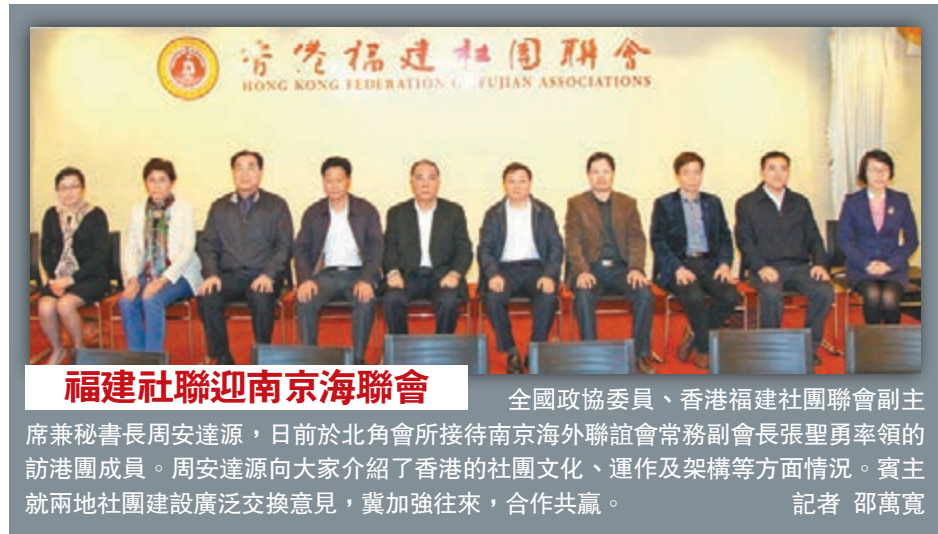 香港福建社團聯會
HONG KONG FEDERATION OF FUJIAN ASSOCIATIONS
福建社聯迎南京海聯會
全國政協委員、香港福建社團聯會副主
席兼秘書長周安達源，日前於北角會所接待南京海外聯誼會常務副會長張聖勇率領的
訪港團成員。周安達源向大家介紹了香港的社團文化、運作及架構等方面情況。賓主
就兩地社團建設廣泛交換意見，冀加強往來，合作共贏。 記者 邵萬寬